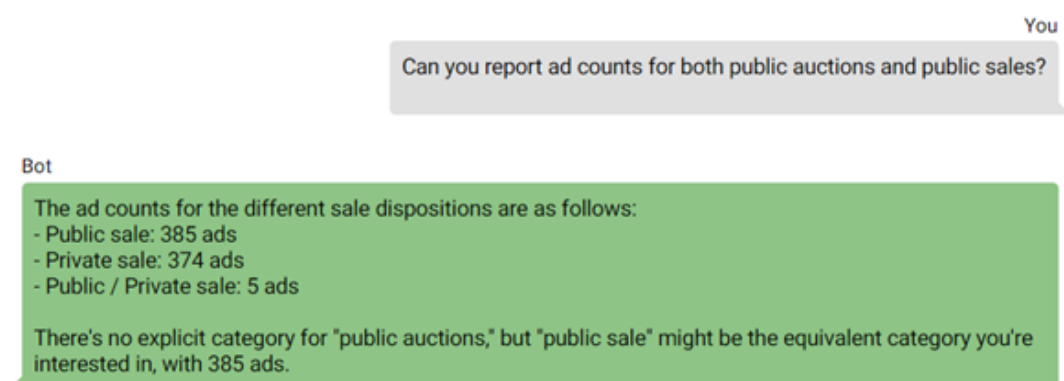 You
Can you report ad counts for both public auctions and public sales?
Bot
The ad counts for the different sale dispositions are as follows:
- Public sale: 385 ads
- Private sale: 374 ads
- Public / Private sale: 5 ads
There's no explicit category for "public auctions," but "public sale" might be the equivalent category you're
interested in, with 385 ads.